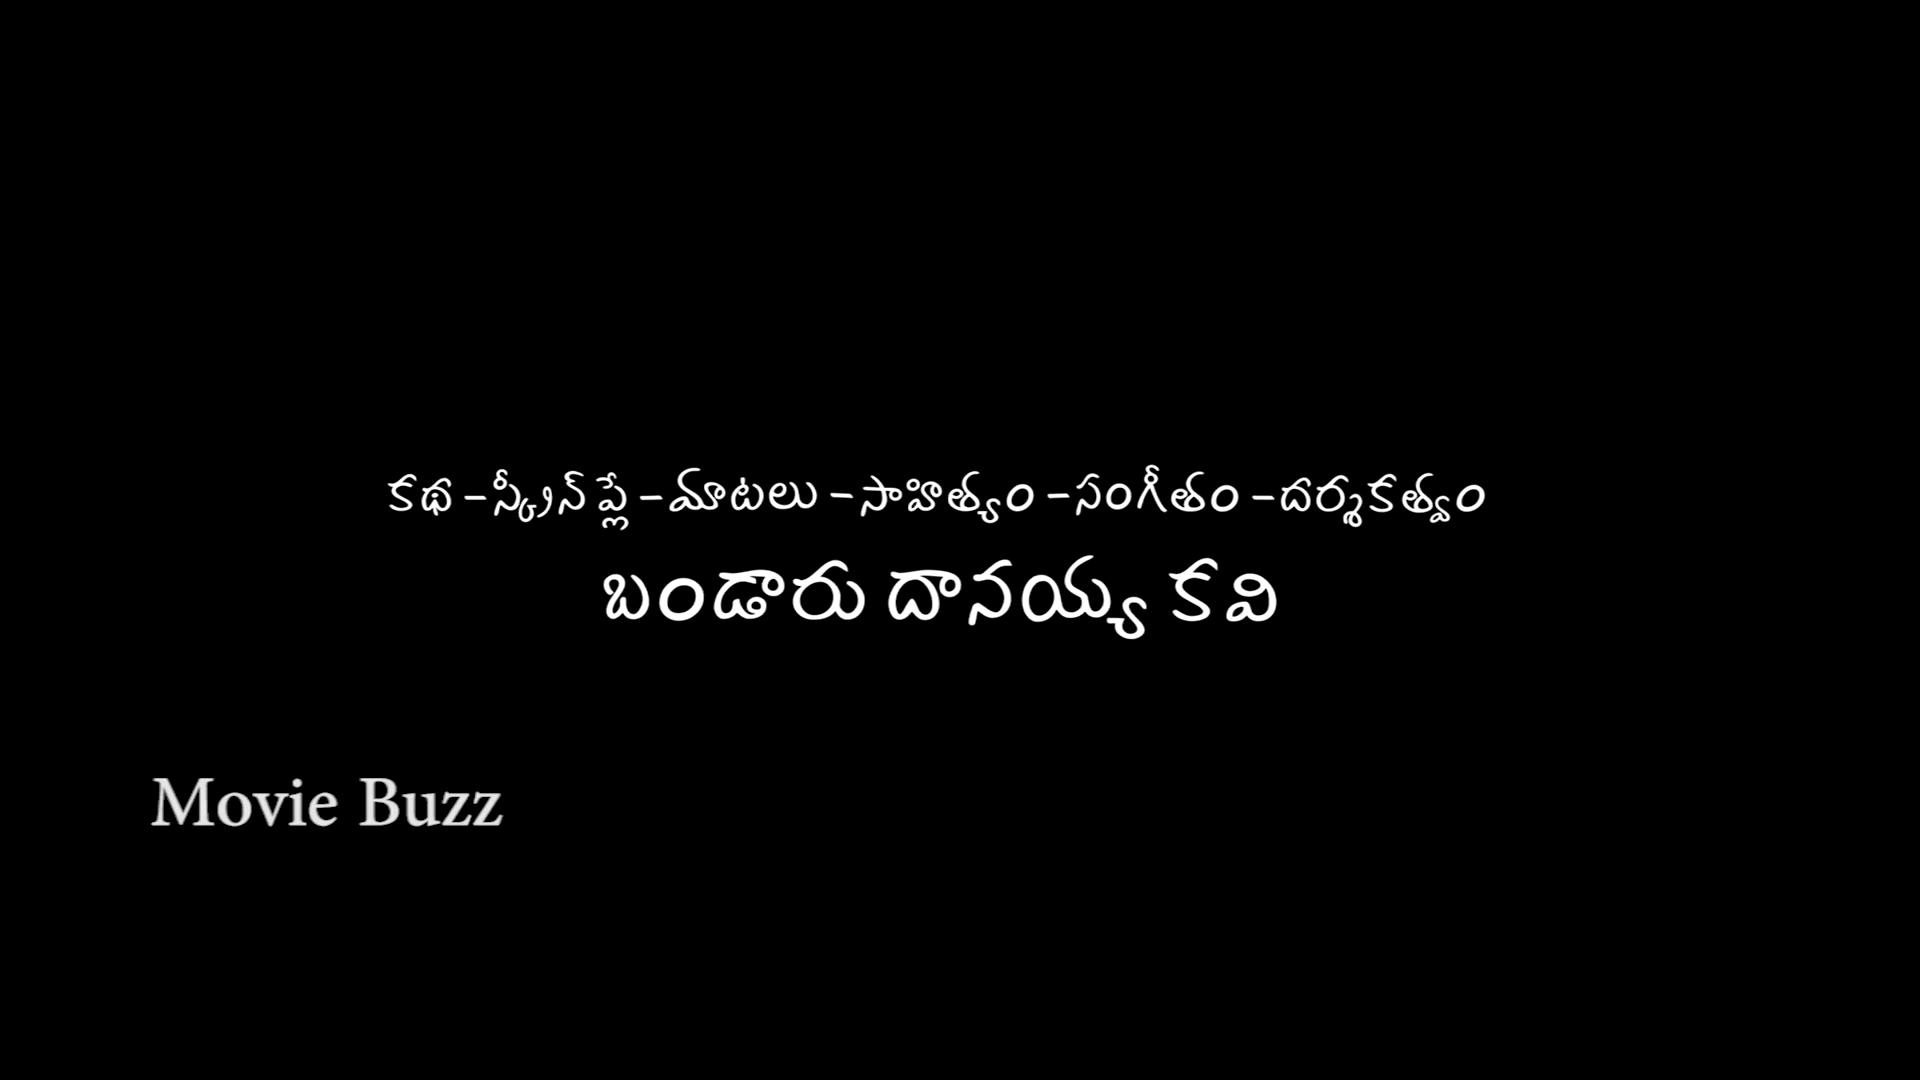 కథ -స్క్రీన్ ప్లే -మాటలు -సాహిత్యం -సంగీతం -దర్శకత్వం
బండారు దానయ్య కవి
Movie Buzz